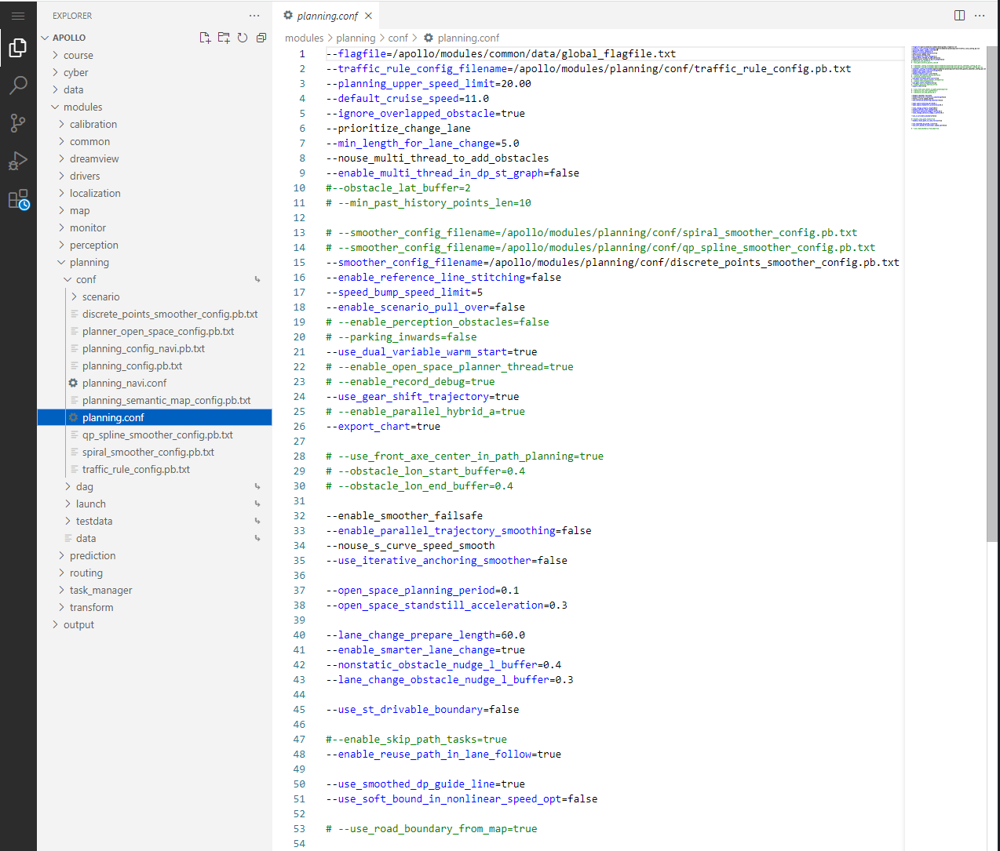 EXPLORER
APOLLO
course
cyber
data
modules
calibration
common
dreamview
drivers
localization
map
monitor
perception
planning
conf
scenario
discrete_points_smoother_config.pb.txt
planner_open_space_config.pb.txt
planning_config_navi.pb.txt
planning_config.pb.txt
planning_navi.conf
planning_semantic_map_config.pb.txt
planning.conf
qp_spline_smoother_config.pb.txt
spiral_smoother_config.pb.txt
traffic_rule_config.pb.txt
dag
launch
testdata
data
prediction
routing
task_manager
transform
output
planning.conf
modules > planning > conf > planning.conf
1 --flagfile=/apollo/modules/common/data/global_flagfile.txt
2 --traffic_rule_config_filename=/apollo/modules/planning/conf/traffic_rule_config.pb.txt
3 --planning_upper_speed_limit=20.00
4 --default_cruise_speed=11.0
5 --ignore_overlapped_obstacle=true
6 --prioritize_change_lane
7 --min_length_for_lane_change=5.0
8 --nouse_multi_thread_to_add_obstacles
9 --enable_multi_thread_in_dp_st_graph=false
10 #--obstacle_lat_buffer=2
11 # --min_past_history_points_len=10
12
13 # --smoother_config_filename=/apollo/modules/planning/conf/spiral_smoother_config.pb.txt
14 # --smoother_config_filename=/apollo/modules/planning/conf/qp_spline_smoother_config.pb.txt
15 --smoother_config_filename=/apollo/modules/planning/conf/discrete_points_smoother_config.pb.txt
16 --enable_reference_line_stitching=false
17 --speed_bump_speed_limit=5
18 --enable_scenario_pull_over=false
19 # --enable_perception_obstacles=false
20 # --parking_inwards=false
21 --use_dual_variable_warm_start=true
22 # --enable_open_space_planner_thread=true
23 # --enable_record_debug=true
24 --use_gear_shift_trajectory=true
25 # --enable_parallel_hybrid_a=true
26 --export_chart=true
27
28 # --use_front_axe_center_in_path_planning=true
29 # --obstacle_lon_start_buffer=0.4
30 # --obstacle_lon_end_buffer=0.4
31
32 --enable_smoother_failsafe
33 --enable_parallel_trajectory_smoothing=false
34 --nouse_s_curve_speed_smooth
35 --use_iterative_anchoring_smoother=false
36
37 --open_space_planning_period=0.1
38 --open_space_standstill_acceleration=0.3
39
40 --lane_change_prepare_length=60.0
41 --enable_smarter_lane_change=true
42 --nonstatic_obstacle_nudge_l_buffer=0.4
43 --lane_change_obstacle_nudge_l_buffer=0.3
44
45 --use_st_drivable_boundary=false
46
47 #--enable_skip_path_tasks=true
48 --enable_reuse_path_in_lane_follow=true
49
50 --use_smoothed_dp_guide_line=true
51 --use_soft_bound_in_nonlinear_speed_opt=false
52
53 # --use_road_boundary_from_map=true
54